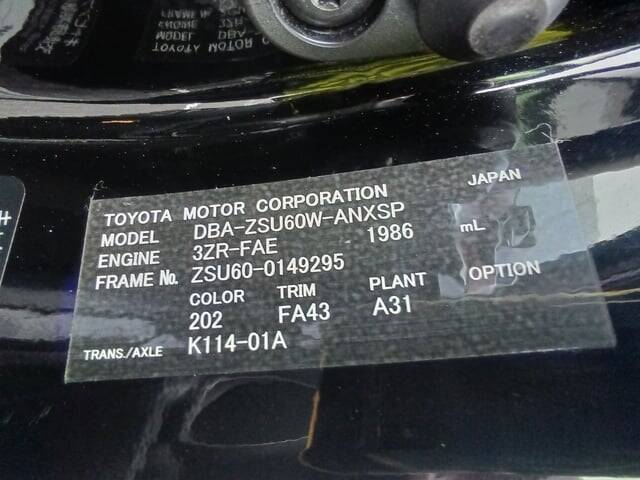 TOYOTA MOTOR CORPORATION JAPAN
MODEL DBA-ZSU60W-ANXSP
ENGINE 3ZR-FAE 1986 mL
FRAME No. ZSU60-0149295
COLOR TRIM PLANT OPTION
202 FA43 A31
TRANS./AXLE K114-01A